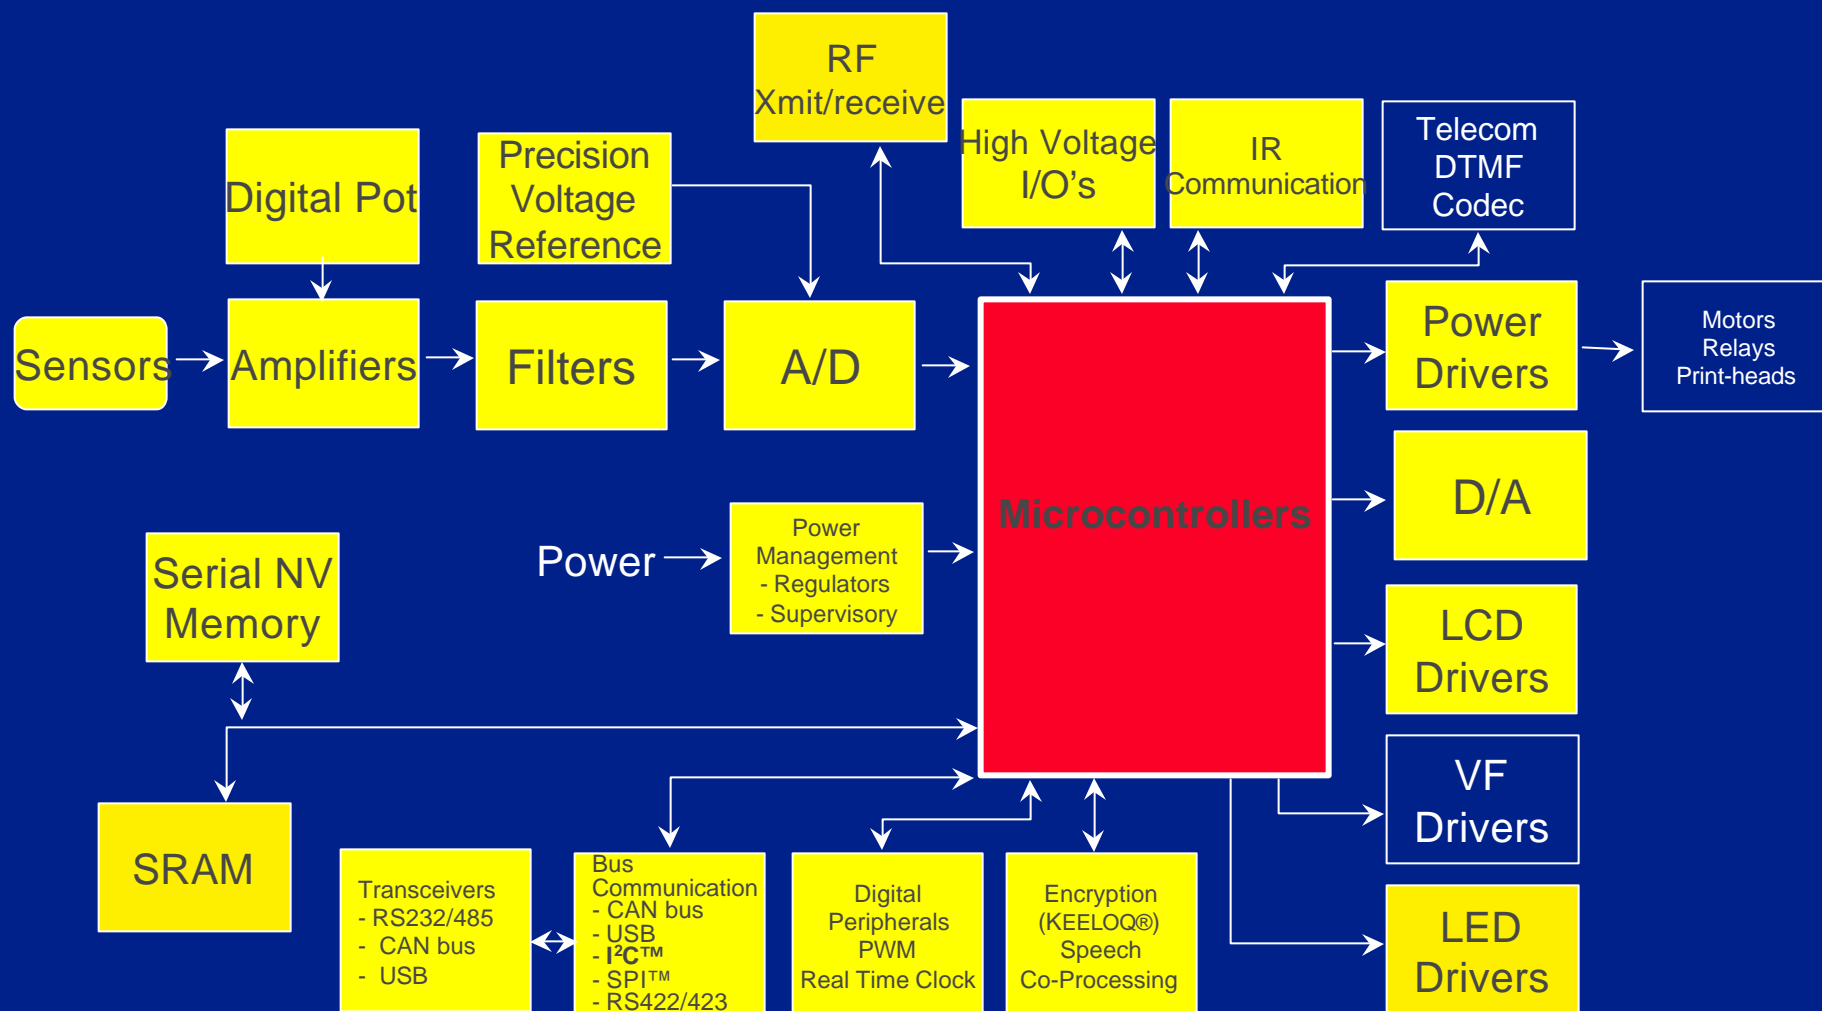 RF
Xmit/receive
High Voltage
I/O's
IR
Communication
Telecom
DTMF
Codec
Digital Pot
Precision
Voltage
Reference
Sensors
Amplifiers
Filters
A/D
Power
Drivers
Motors
Relays
Print-heads
Microcontrollers
D/A
Power
Power
Management
- Regulators
- Supervisory
Serial NV
Memory
LCD
Drivers
VF
Drivers
SRAM
Transceivers
- RS232/485
- CAN bus
- USB
Bus
Communication
- CAN bus
- USB
- I²C™
- SPI™
- RS422/423
Digital
Peripherals
PWM
Real Time Clock
Encryption
(KEELOQ®)
Speech
Co-Processing
LED
Drivers